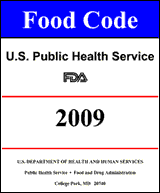 Food Code
U.S. Public Health Service
FDA
2009
U.S. DEPARTMENT OF HEALTH AND HUMAN SERVICES
Public Health Service • Food and Drug Administration
College Park, MD 20740